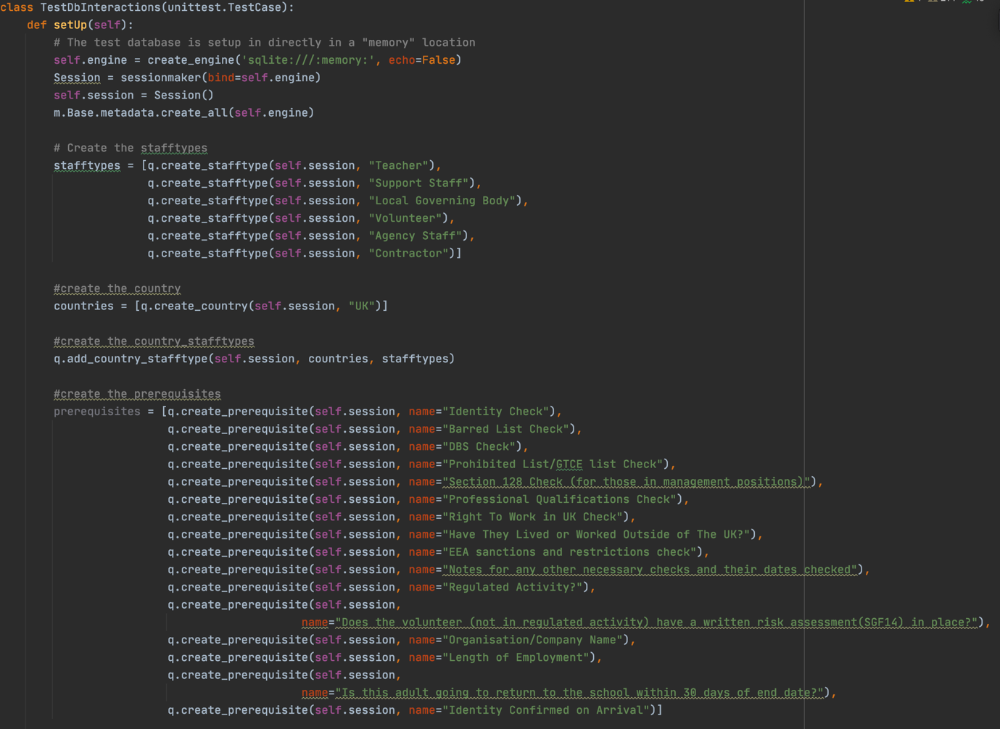 class TestDbInteractions(unittest.TestCase):
def setUp(self):
# The test database is setup in directly in a "memory" location
self.engine = create_engine('sqlite:///:memory:', echo=False)
Session = sessionmaker(bind=self.engine)
self.session = Session()
m.Base.metadata.create_all(self.engine)
# Create the stafftypes
stafftypes = [q.create_stafftype(self.session, "Teacher"),
q.create_stafftype(self.session, "Support Staff"),
q.create_stafftype(self.session, "Local Governing Body"),
q.create_stafftype(self.session, "Volunteer"),
q.create_stafftype(self.session, "Agency Staff"),
q.create_stafftype(self.session, "Contractor")]
#create the country
countries = [q.create_country(self.session, "UK")]
#create the country_stafftypes
q.add_country_stafftype(self.session, countries, stafftypes)
#create the prerequisites
prerequisites = [q.create_prerequisite(self.session, name="Identity Check"),
q.create_prerequisite(self.session, name="Barred List Check"),
q.create_prerequisite(self.session, name="DBS Check"),
q.create_prerequisite(self.session, name="Prohibited List/GTCE list Check"),
q.create_prerequisite(self.session, name="Section 128 Check (for those in management positions)"),
q.create_prerequisite(self.session, name="Professional Qualifications Check"),
q.create_prerequisite(self.session, name="Right To Work in UK Check"),
q.create_prerequisite(self.session, name="Have They Lived or Worked Outside of The UK?"),
q.create_prerequisite(self.session, name="EEA sanctions and restrictions check"),
q.create_prerequisite(self.session, name="Notes for any other necessary checks and their dates checked"),
q.create_prerequisite(self.session, name="Regulated Activity?"),
q.create_prerequisite(self.session,
name="Does the volunteer (not in regulated activity) have a written risk assessment(SGF14) in place?"),
q.create_prerequisite(self.session, name="Organisation/Company Name"),
q.create_prerequisite(self.session, name="Length of Employment"),
q.create_prerequisite(self.session,
name="Is this adult going to return to the school within 30 days of end date?"),
q.create_prerequisite(self.session, name="Identity Confirmed on Arrival")]